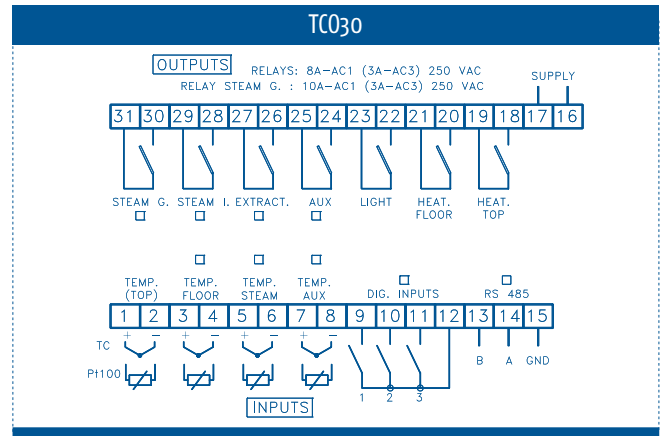 TCO30
OUTPUTS
RELAYS: 8A-AC1 (3A-AC3) 250 VAC
RELAY STEAM G. : 10A-AC1 (3A-AC3) 250 VAC
SUPPLY
31 30 29 28 27 26 25 24 23 22 21 20 19 18 17 16
STEAM G. STEAM I. EXTRACT. AUX LIGHT HEAT. HEAT.
FLOOR TOP
TEMP. TEMP. TEMP. TEMP.
(TOP) FLOOR STEAM AUX DIG. INPUTS RS 485
1 2 3 4 5 6 7 8 9 10 11 12 13 14 15
+ - + - + - + -
TC
B A GND
Pt100
1 2 3
INPUTS